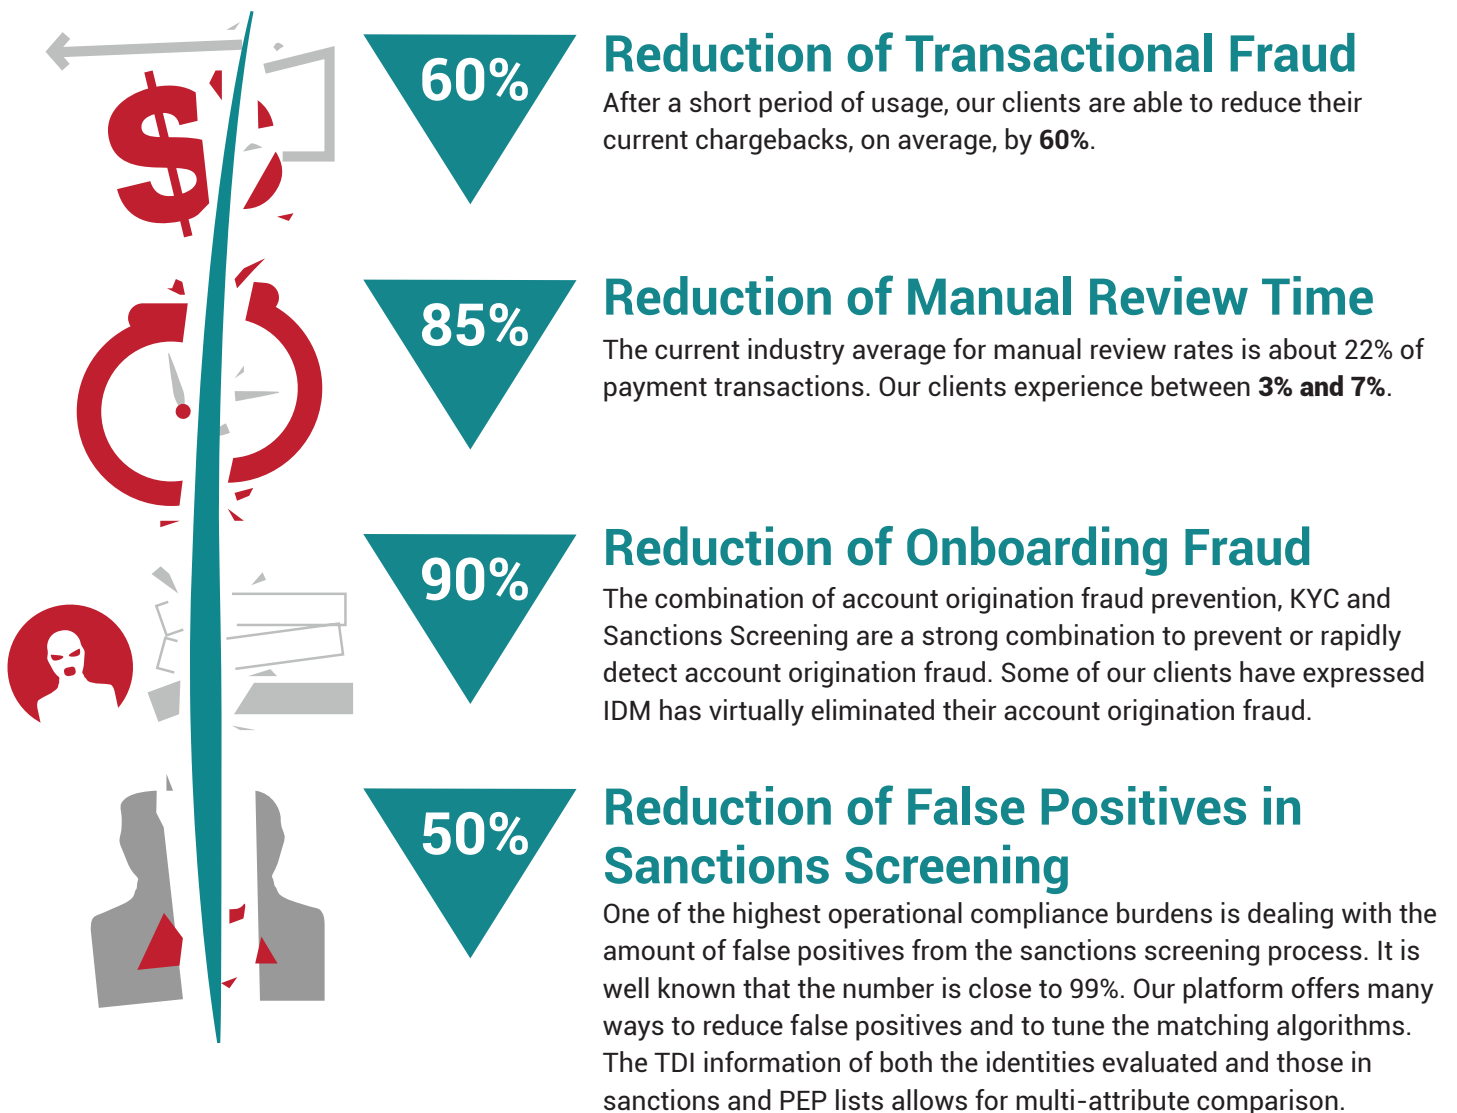 60%
Reduction of Transactional Fraud
After a short period of usage, our clients are able to reduce their
current chargebacks, on average, by 60%.
85%
Reduction of Manual Review Time
The current industry average for manual review rates is about 22% of
payment transactions. Our clients experience between 3% and 7%.
90%
Reduction of Onboarding Fraud
The combination of account origination fraud prevention, KYC and
Sanctions Screening are a strong combination to prevent or rapidly
detect account origination fraud. Some of our clients have expressed
IDM has virtually eliminated their account origination fraud.
50%
Reduction of False Positives in
Sanctions Screening
One of the highest operational compliance burdens is dealing with the
amount of false positives from the sanctions screening process. It is
well known that the number is close to 99%. Our platform offers many
ways to reduce false positives and to tune the matching algorithms.
The TDI information of both the identities evaluated and those in
sanctions and PEP lists allows for multi-attribute comparison.